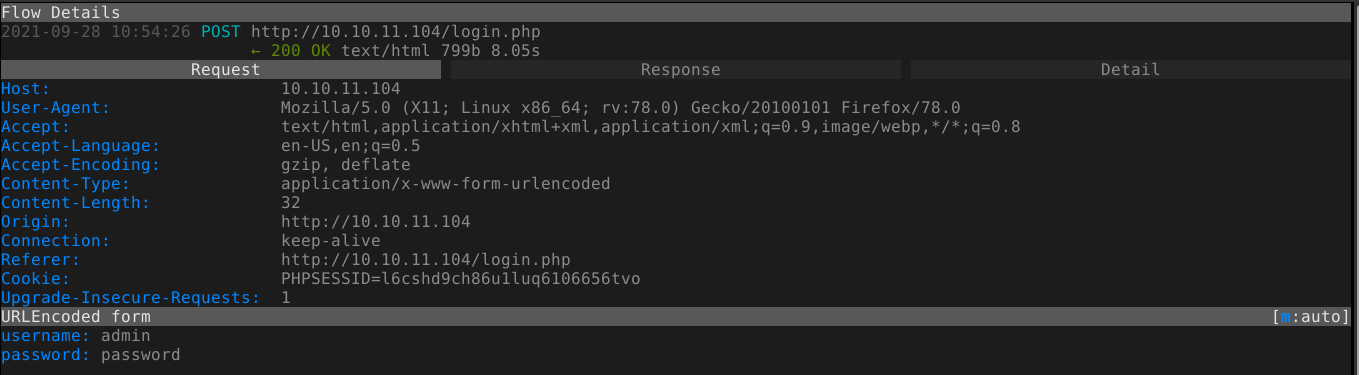 Flow Details
2021-09-28 10:54:26 POST http://10.10.11.104/login.php
← 200 OK text/html 799b 8.05s
Request Response Detail
Host: 10.10.11.104
User-Agent: Mozilla/5.0 (X11; Linux x86_64; rv:78.0) Gecko/20100101 Firefox/78.0
Accept: text/html,application/xhtml+xml,application/xml;q=0.9,image/webp,*/*;q=0.8
Accept-Language: en-US,en;q=0.5
Accept-Encoding: gzip, deflate
Content-Type: application/x-www-form-urlencoded
Content-Length: 32
Origin: http://10.10.11.104
Connection: keep-alive
Referer: http://10.10.11.104/login.php
Cookie: PHPSESSID=l6cshd9ch86u1luq6106656tvo
Upgrade-Insecure-Requests: 1
URLEncoded form [m:auto]
username: admin
password: password